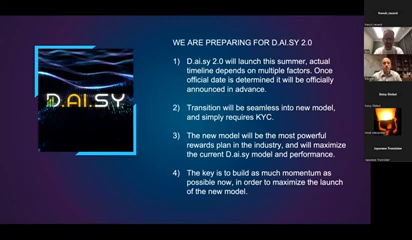 WE ARE PREPARING FOR D.AI.SY 2.0
1) D.ai.sy 2.0 will launch this summer, actual
timeline depends on multiple factors. Once
official date is determined it will be officially
announced in advance.
2) Transition will be seamless into new model,
and simply requires KYC.
3) The new model will be the most powerful
rewards plan in the industry, and will maximize
the current D.ai.sy model and performance.
4) The key is to build as much momentum as
possible now, in order to maximize the launch
of the new model.
D.AI.SY
Daisy Global
Japanese Translator